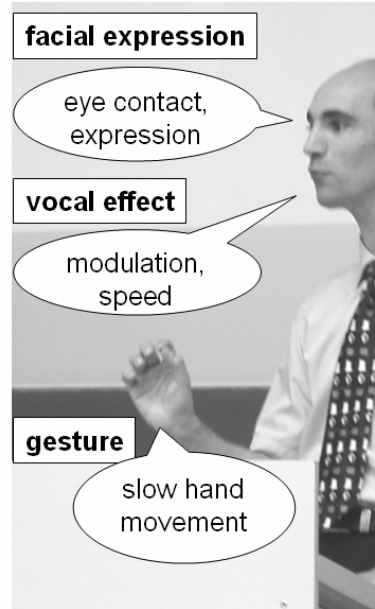 facial expression
eye contact,
expression
vocal effect
modulation,
speed
gesture
slow hand
movement